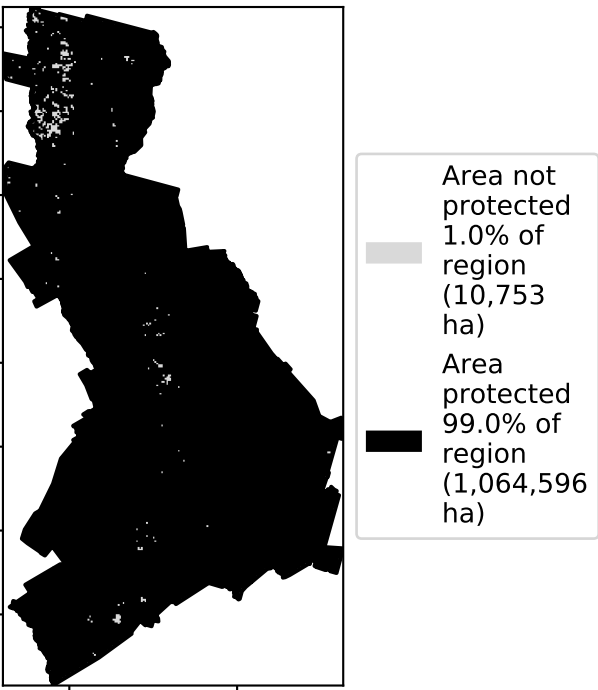 Area not
protected
1.0% of
region
(10,753
ha)
Area
protected
99.0% of
region
(1,064,596
ha)